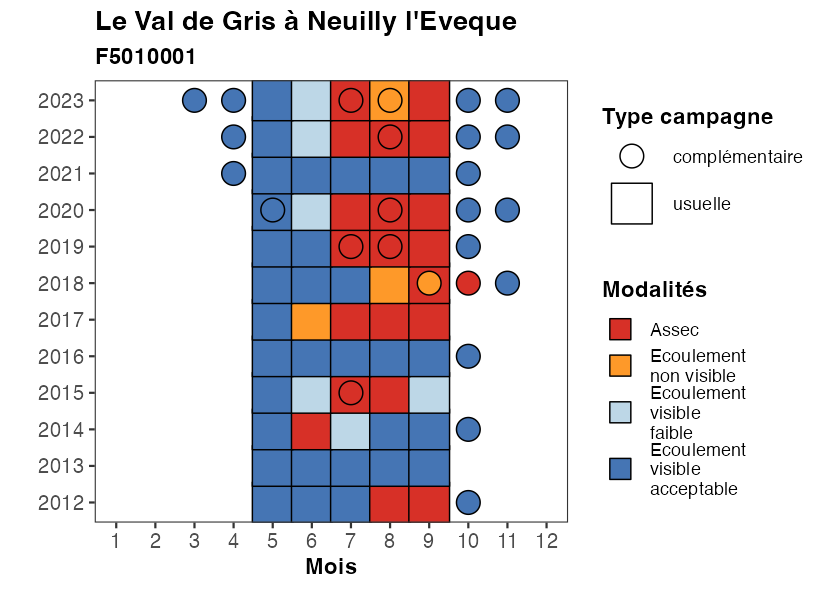 Le Val de Gris à Neuilly l'Eveque
F5010001
2023
2022
2021
2020
2019
2018
2017
2016
2015
2014
2013
2012
1 2 3 4 5 6 7 8 9 10 11 12
Mois
Type campagne
complémentaire
usuelle
Modalités
Assec
Ecoulement
non visible
Ecoulement
visible
faible
Ecoulement
visible
acceptable